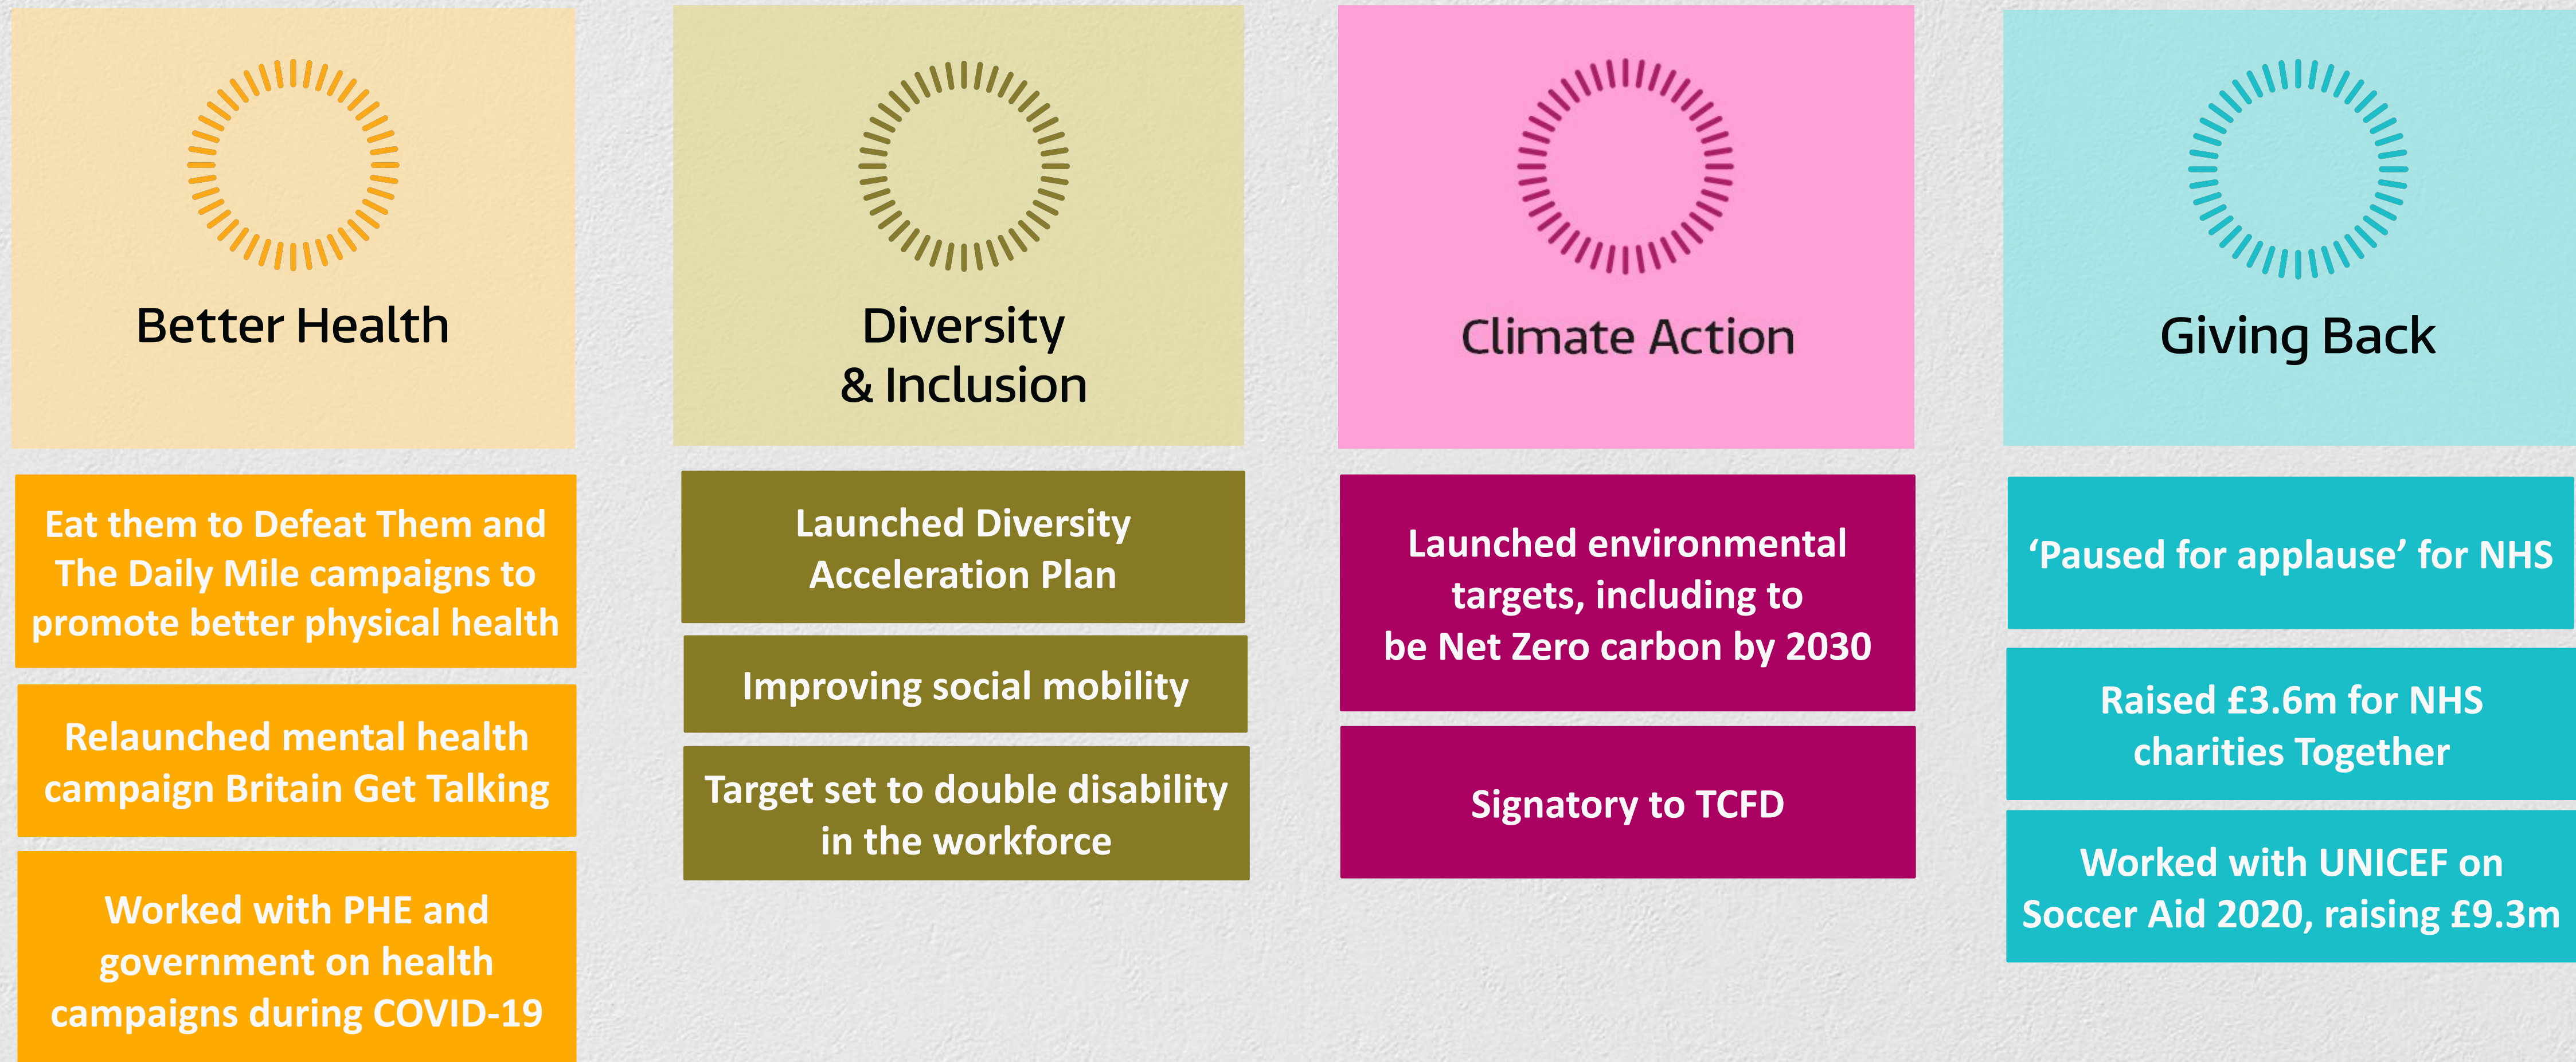 Better Health
Eat them to Defeat Them and
The Daily Mile campaigns to
promote better physical health
Relaunched mental health
campaign Britain Get Talking
Worked with PHE and
government on health
campaigns during COVID-19
Diversity
& Inclusion
Launched Diversity
Acceleration Plan
Improving social mobility
Target set to double disability
in the workforce
Climate Action
Launched environmental
targets, including to
be Net Zero carbon by 2030
Signatory to TCFD
Giving Back
‘Paused for applause’ for NHS
Raised £3.6m for NHS
charities Together
Worked with UNICEF on
Soccer Aid 2020, raising £9.3m